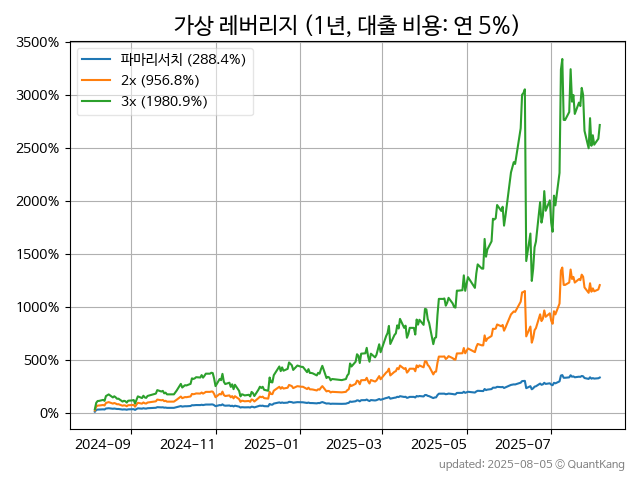 가상 레버리지 (1년, 대출 비용: 연 5%)
3500%
3000%
2500%
2000%
1500%
1000%
500%
0%
파마리서치 (288.4%)
2x (956.8%)
3x (1980.9%)
2024-09
2024-11
2025-01
2025-03
2025-05
2025-07
updated: 2025-08-05 © QuantKang